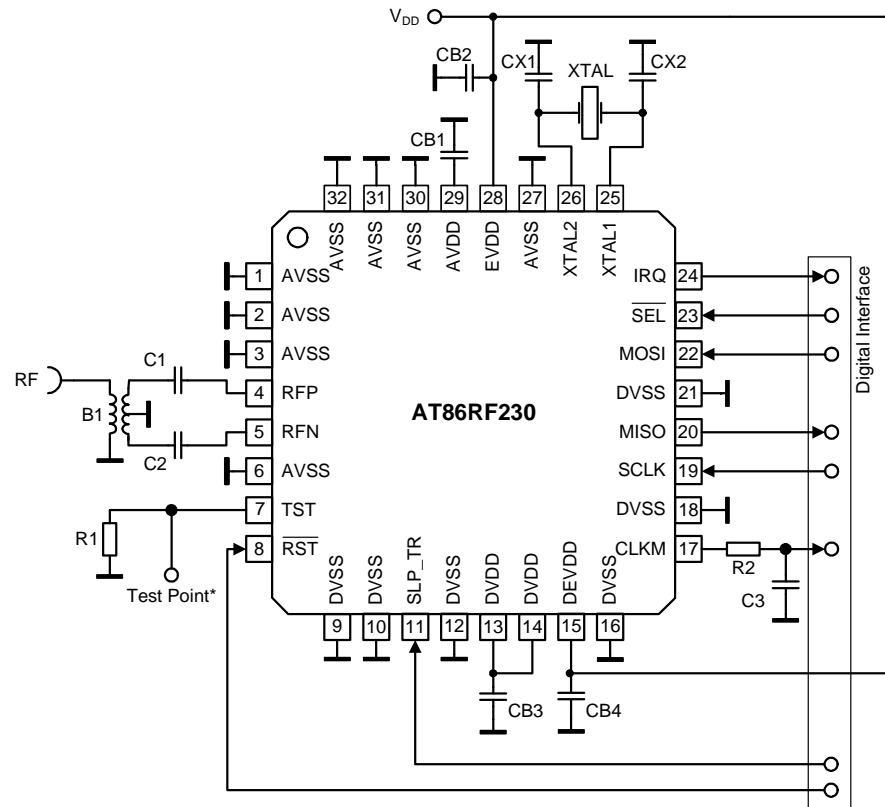 VDD
CB2
CX1
XTAL
CX2
CB1
32 31 30 29 28 27 26 25
AVSS AVSS AVSS AVDD EVDD AVSS XTAL2 XTAL1
1 AVSS
2 AVSS
3 AVSS
4 RFP
5 RFN
6 AVSS
7 TST
8 RST
RF
B1
C1
C2
R1
Test Point*
AT86RF230
IRQ 24
SEL 23
MOSI 22
DVSS 21
MISO 20
SCLK 19
DVSS 18
CLKM 17
R2
C3
Digital Interface
DVSS DVSS SLP_TR DVSS DVDD DVDD DEVDD DVSS
9 10 11 12 13 14 15 16
CB3
CB4